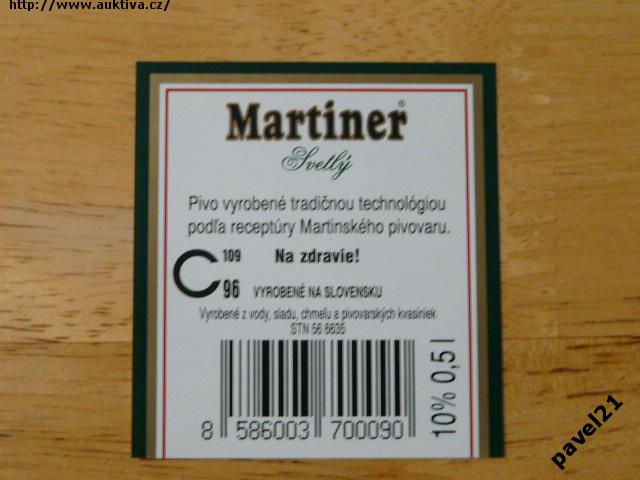 http://www.auktiva.cz/
Martiner®
Svetlý
Pivo vyrobené tradičnou technológiou
podľa receptúry Martinského pivovaru.
109 Na zdravie!
C
96 VYROBENÉ NA SLOVENSKU
Vyrobené z vody, sladu, chmelu a pivovarských kvasiniek
STN 56 6635
8 586003 700090
10% 0,5 l
pavel21